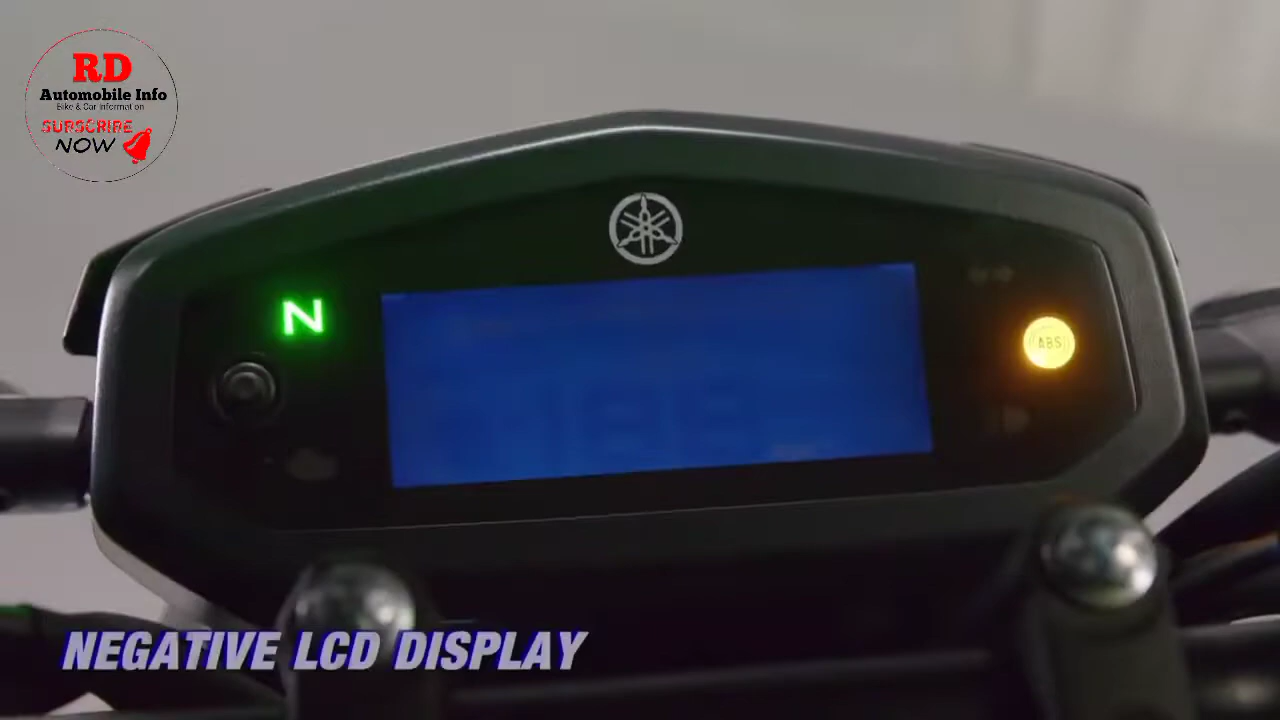 RD
Automobile Info
Bike & Car Information
SUBSCRIBE
NOW
N
ABS
NEGATIVE LCD DISPLAY